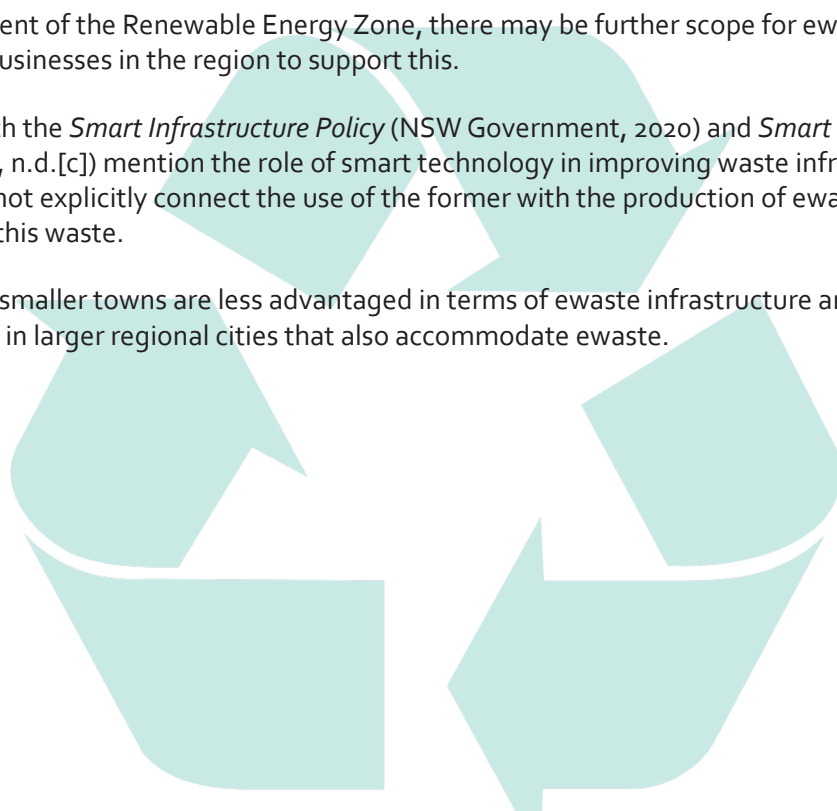 ent of the Renewable Energy Zone, there may be further scope for ew
usinesses in the region to support this.
th the Smart Infrastructure Policy (NSW Government, 2020) and Smart
, n.d.[c]) mention the role of smart technology in improving waste infr
not explicitly connect the use of the former with the production of ewa
this waste.
smaller towns are less advantaged in terms of ewaste infrastructure a
in larger regional cities that also accommodate ewaste.